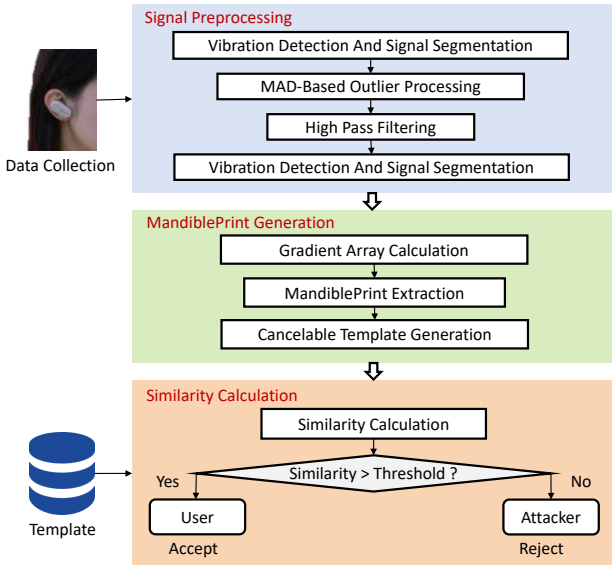 Signal Preprocessing
Vibration Detection And Signal Segmentation
MAD-Based Outlier Processing
High Pass Filtering
Vibration Detection And Signal Segmentation
Data Collection
MandiblePrint Generation
Gradient Array Calculation
MandiblePrint Extraction
Cancelable Template Generation
Similarity Calculation
Similarity Calculation
Similarity > Threshold ?
Yes
No
User
Attacker
Template
Accept
Reject